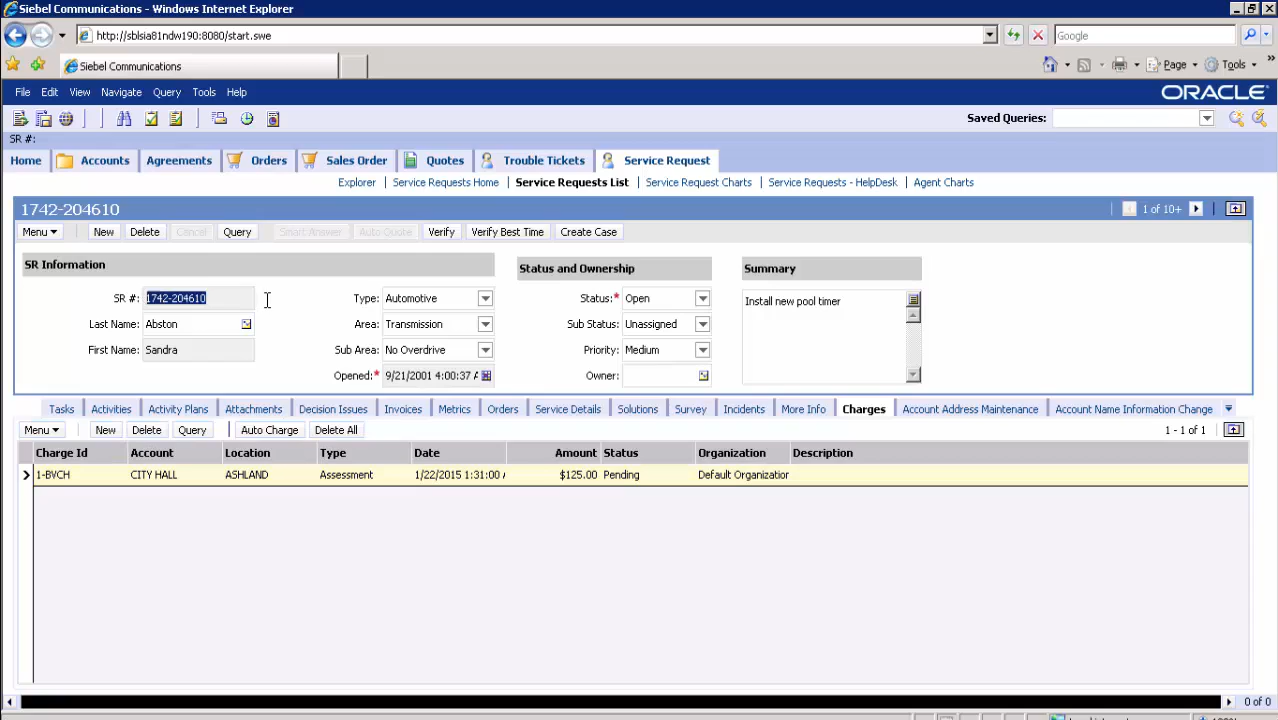 Siebel Communications - Windows Internet Explorer
http://sblsia81ndw190:8080/start.swe
Google
Siebel Communications
Page
Tools
File Edit View Navigate Query Tools Help
ORACLE
Saved Queries:
SR #:
Home Accounts Agreements Orders Sales Order Quotes Trouble Tickets Service Request
Explorer Service Requests Home Service Requests List Service Request Charts Service Requests - HelpDesk Agent Charts
1742-204610
1 of 10+
Menu New Delete Cancel Query Smart Answer Auto Quote Verify Verify Best Time Create Case
SR Information
Status and Ownership
Summary
SR #: 1742-204610
Type: Automotive
Status:* Open
Install new pool timer
Last Name: Abston
Area: Transmission
Sub Status: Unassigned
First Name: Sandra
Sub Area: No Overdrive
Priority: Medium
Opened:* 9/21/2001 4:00:37 A
Owner:
Tasks Activities Activity Plans Attachments Decision Issues Invoices Metrics Orders Service Details Solutions Survey Incidents More Info Charges Account Address Maintenance Account Name Information Change
Menu New Delete Query Auto Charge Delete All
1 - 1 of 1
Charge Id Account Location Type Date Amount Status Organization Description
1-BVCH CITY HALL ASHLAND Assessment 1/22/2015 1:31:00 $125.00 Pending Default Organization
0 of 0